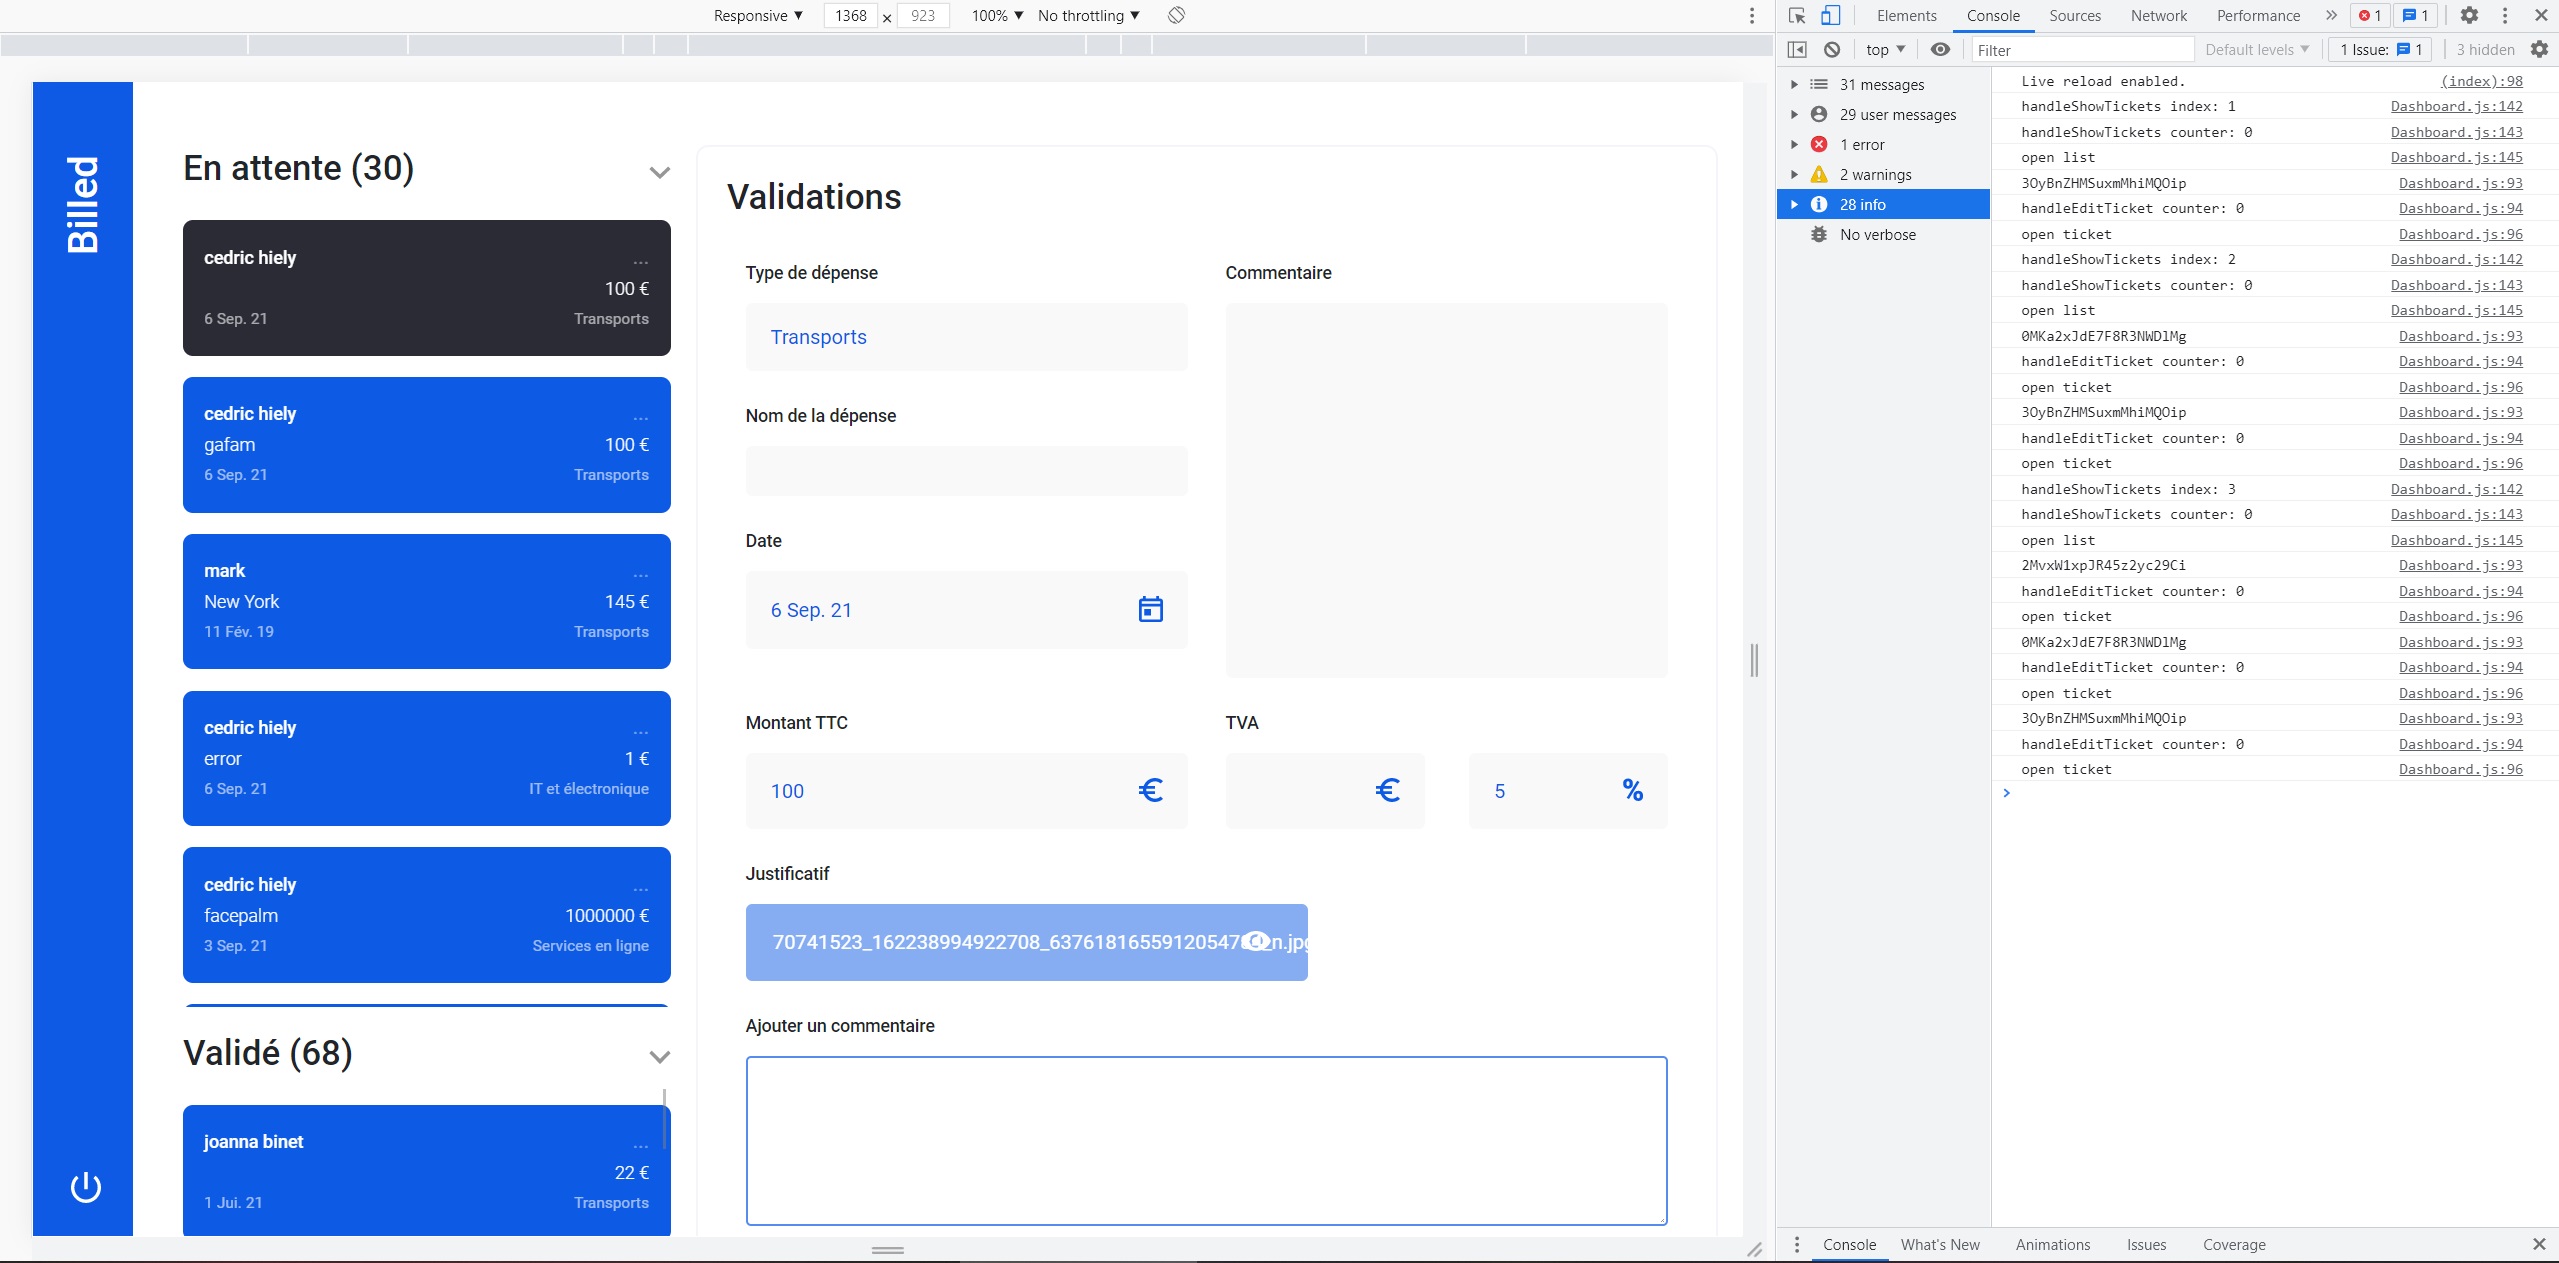 Responsive ▼ 1368 × 923 100% ▼ No throttling ▼
Billed
En attente (30)
cedric hiely ...
100 €
6 Sep. 21 Transports
cedric hiely ...
gafam 100 €
6 Sep. 21 Transports
mark ...
New York 145 €
11 Fév. 19 Transports
cedric hiely ...
error 1 €
6 Sep. 21 IT et électronique
cedric hiely ...
facepalm 1000000 €
3 Sep. 21 Services en ligne
Validé (68)
joanna binet ...
22 €
1 Jui. 21 Transports
Validations
Type de dépense
Transports
Nom de la dépense
Date
6 Sep. 21
Commentaire
Montant TTC
100 €
TVA
€
5 %
Justificatif
Ajouter un commentaire
Elements Console Sources Network Performance » 1 1
top ▼ Filter Default levels ▼ 1 Issue: 1 3 hidden
31 messages
29 user messages
1 error
2 warnings
28 info
No verbose
Live reload enabled. (index):98
handleShowTickets index: 1 Dashboard.js:142
handleShowTickets counter: 0 Dashboard.js:143
open list Dashboard.js:145
3OyBnZHMSuxmMhiMQOip Dashboard.js:93
handleEditTicket counter: 0 Dashboard.js:94
open ticket Dashboard.js:96
handleShowTickets index: 2 Dashboard.js:142
handleShowTickets counter: 0 Dashboard.js:143
open list Dashboard.js:145
0MKa2xJdE7F8R3NWDlMg Dashboard.js:93
handleEditTicket counter: 0 Dashboard.js:94
open ticket Dashboard.js:96
3OyBnZHMSuxmMhiMQOip Dashboard.js:93
handleEditTicket counter: 0 Dashboard.js:94
open ticket Dashboard.js:96
handleShowTickets index: 3 Dashboard.js:142
handleShowTickets counter: 0 Dashboard.js:143
open list Dashboard.js:145
2MvxW1xpJR45z2yc29Ci Dashboard.js:93
handleEditTicket counter: 0 Dashboard.js:94
open ticket Dashboard.js:96
0MKa2xJdE7F8R3NWDlMg Dashboard.js:93
handleEditTicket counter: 0 Dashboard.js:94
open ticket Dashboard.js:96
3OyBnZHMSuxmMhiMQOip Dashboard.js:93
handleEditTicket counter: 0 Dashboard.js:94
open ticket Dashboard.js:96
>
Console What's New Animations Issues Coverage